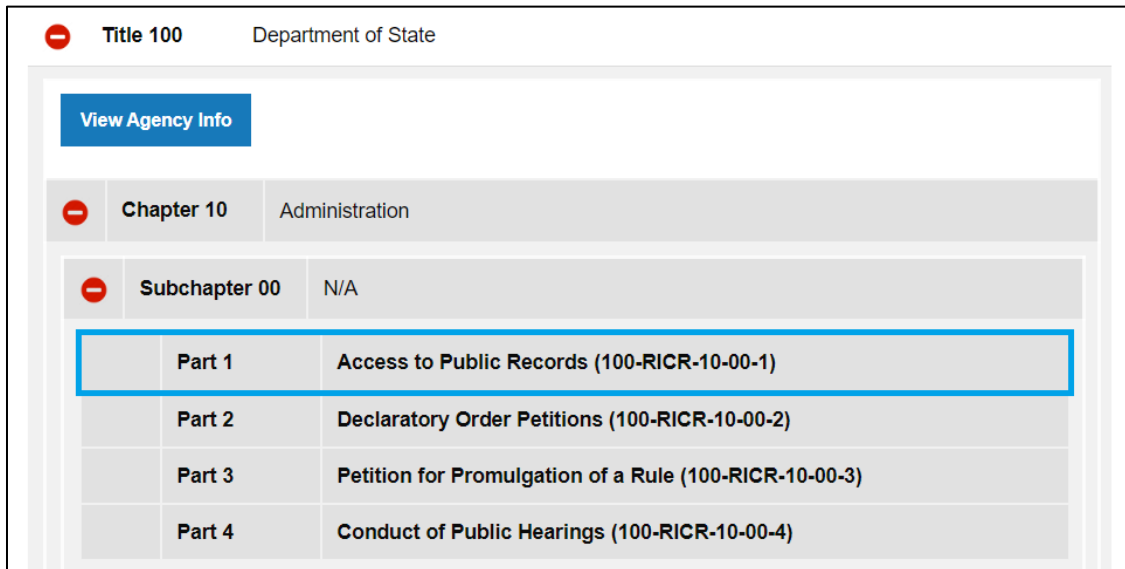 Title 100 Department of State
View Agency Info
Chapter 10 Administration
Subchapter 00 N/A
Part 1 Access to Public Records (100-RICR-10-00-1)
Part 2 Declaratory Order Petitions (100-RICR-10-00-2)
Part 3 Petition for Promulgation of a Rule (100-RICR-10-00-3)
Part 4 Conduct of Public Hearings (100-RICR-10-00-4)